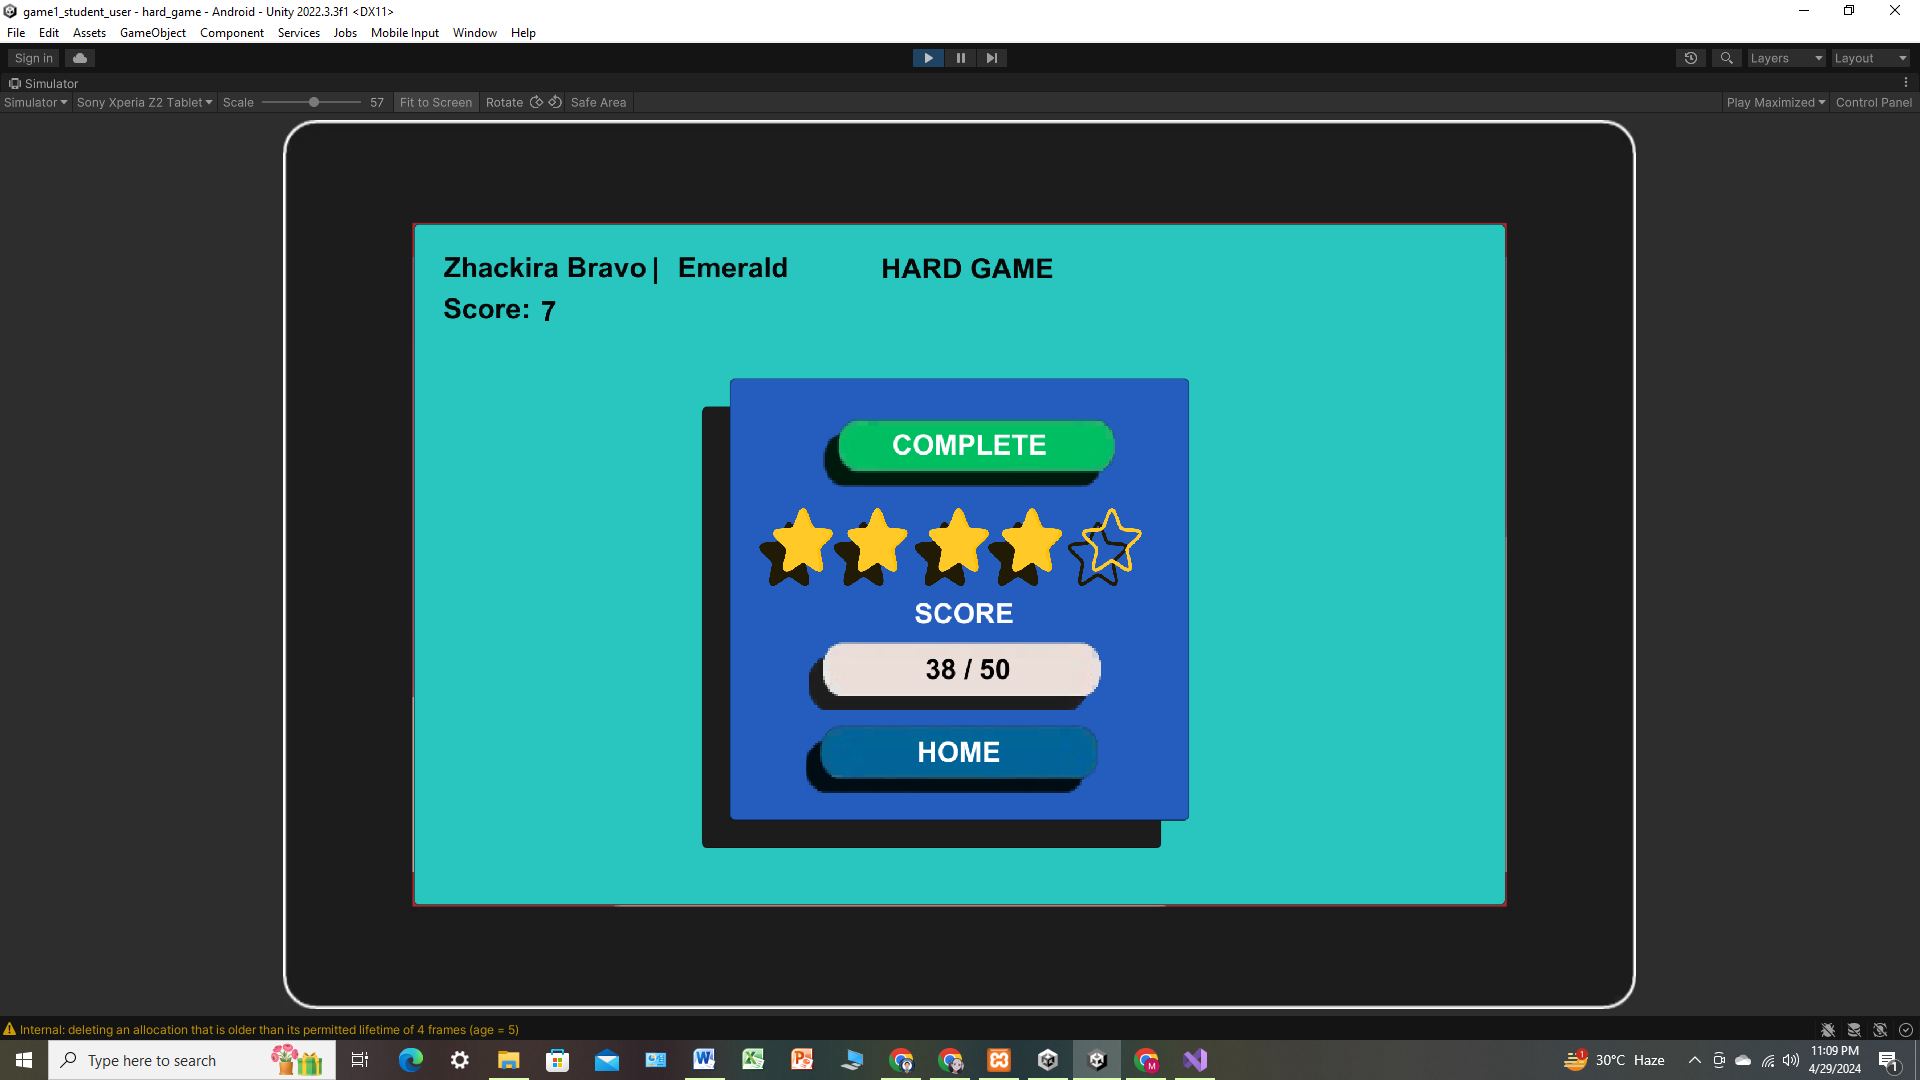 game1_student_user - hard_game - Android - Unity 2022.3.3f1 <DX11>
File Edit Assets GameObject Component Services Jobs Mobile Input Window Help
Sign in Layers Layout
Simulator
Simulator Sony Xperia Z2 Tablet Scale 57 Fit to Screen Rotate Safe Area Play Maximized Control Panel
Zhackira Bravo | Emerald HARD GAME
Score: 7
COMPLETE
SCORE
38 / 50
HOME
Internal: deleting an allocation that is older than its permitted lifetime of 4 frames (age = 5)
Type here to search 1 30°C Haze 11:09 PM
4/29/2024 1